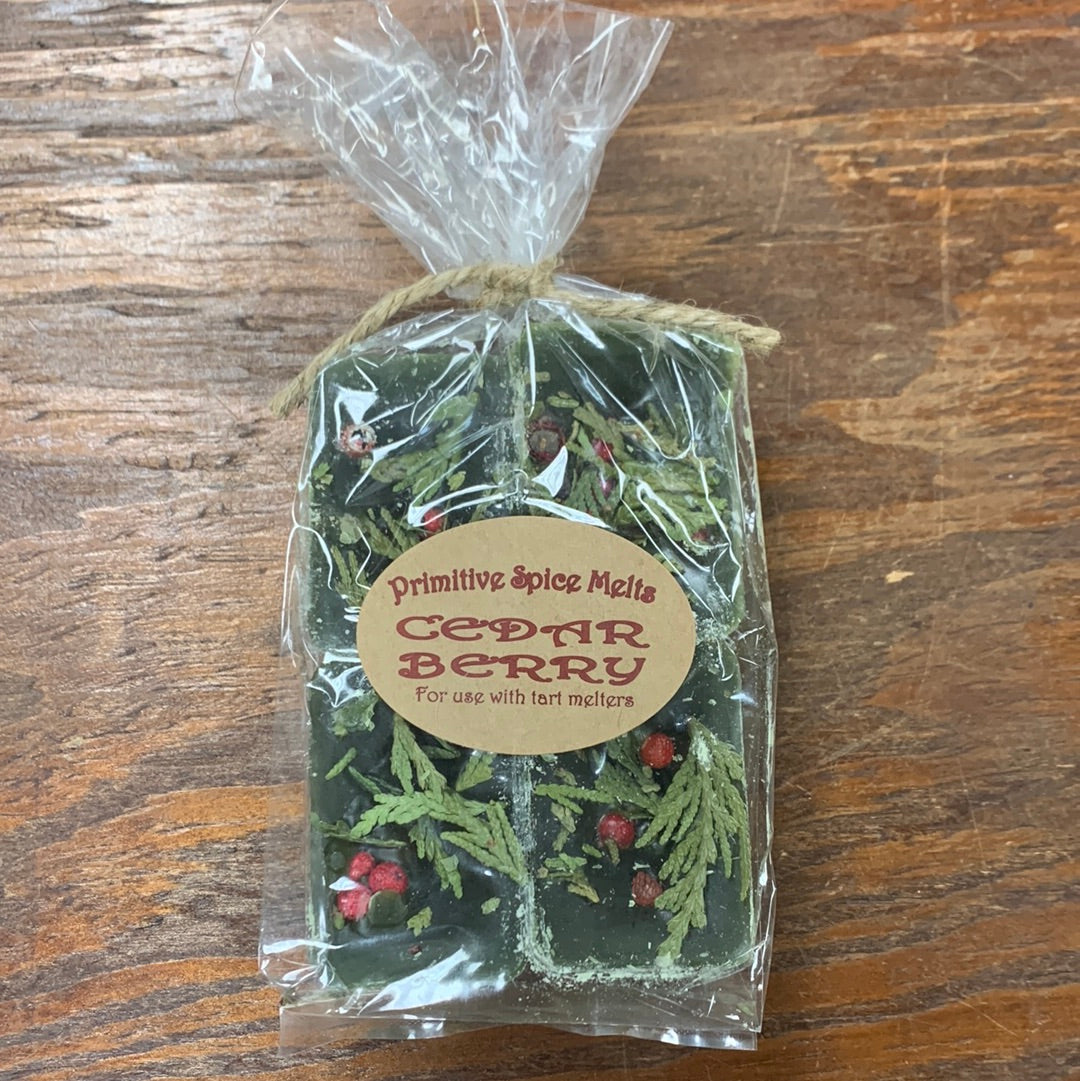 Primitive Spice Melts
CEDAR
BERRY
For use with tart melters